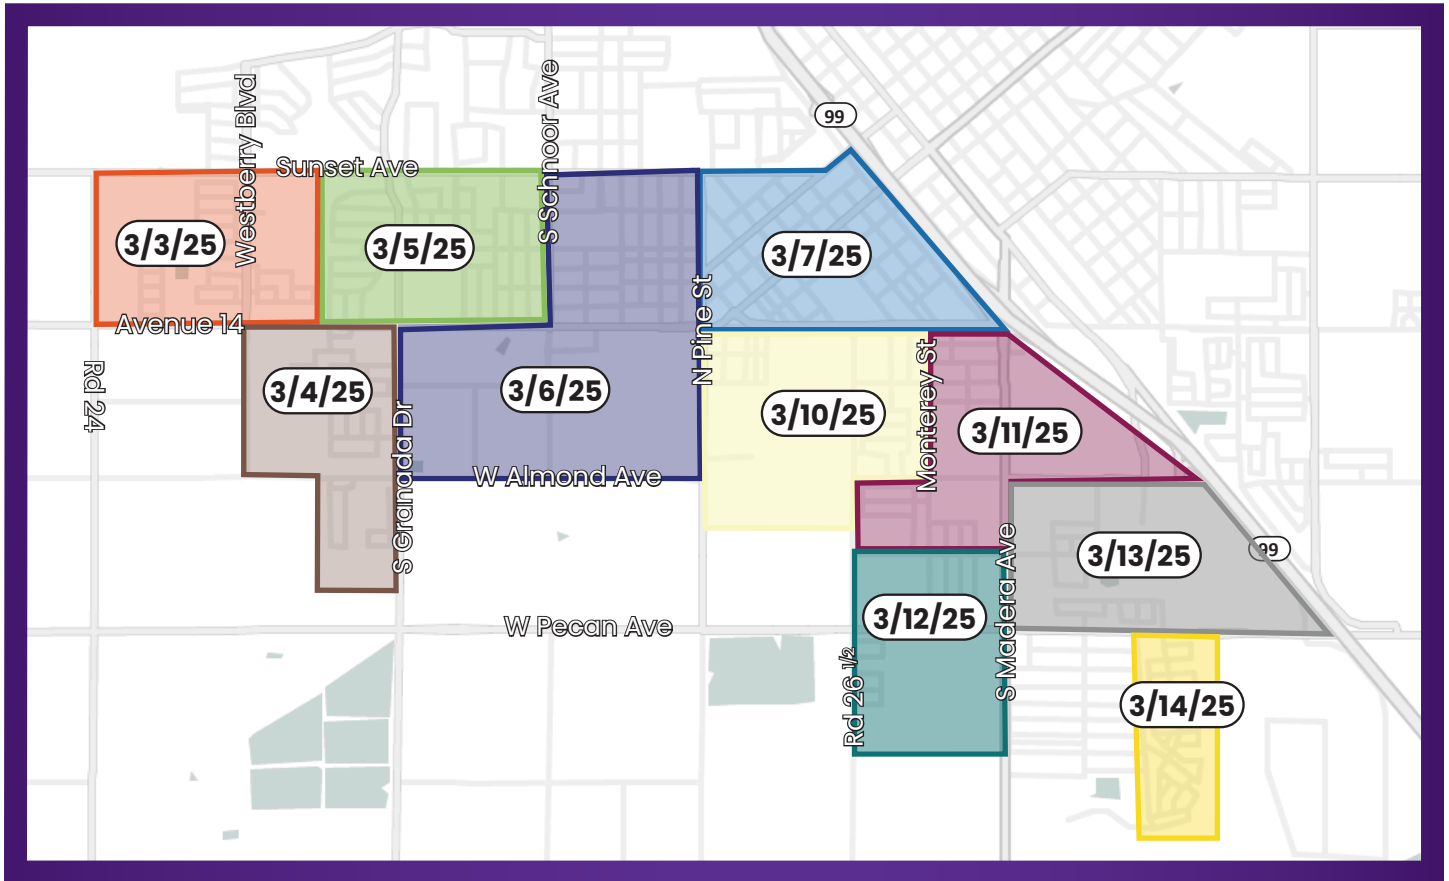 99
Westberry Blvd
S Schnoor Ave
Sunset Ave
3/3/25
3/5/25
3/7/25
Avenue 14
N Pine St
Rd 24
3/4/25
3/6/25
3/10/25
Monterey St
3/11/25
S Granada Dr
W Almond Ave
3/13/25
99
S Madera Ave
3/12/25
W Pecan Ave
Rd 26 1/2
3/14/25